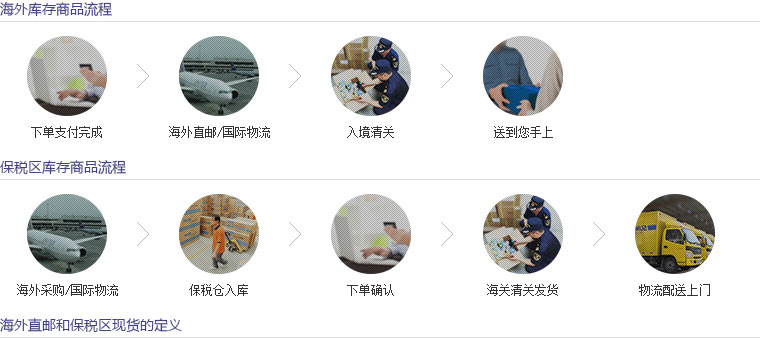 海外库存商品流程
下单支付完成 海外直邮/国际物流 入境清关 送到您手上
保税区库存商品流程
海外采购/国际物流 保税仓入库 下单确认 海关清关发货 物流配送上门
海外直邮和保税区现货的定义